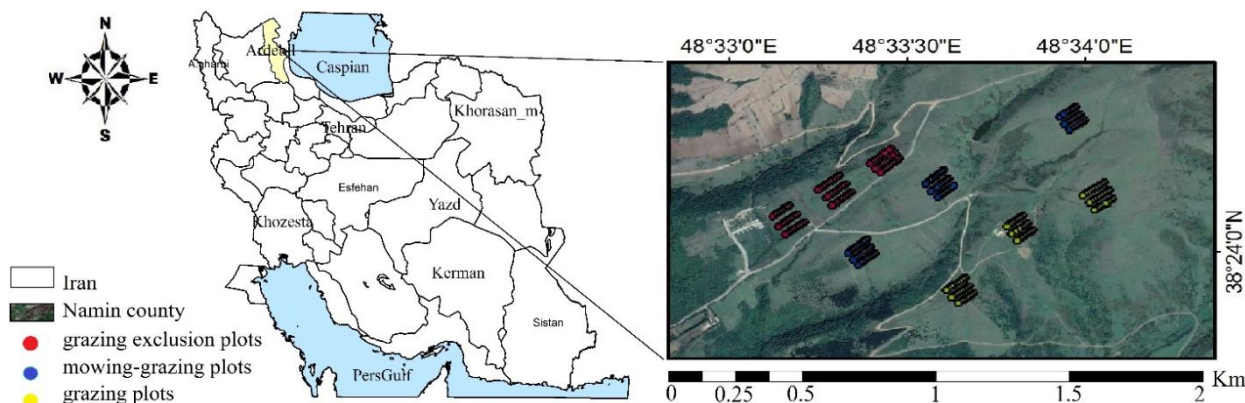 N
W E
S
Ardebil
A.gharbi
Caspian
Khorasan_m
Tehran
Esfehan
Yazd
Khozesta
Kerman
Sistan
PersGulf
Iran
Namin county
grazing exclusion plots
mowing-grazing plots
grazing plots
48°33'0"E 48°33'30"E 48°34'0"E
38°24'0"N
0 0.25 0.5 1 1.5 2 Km